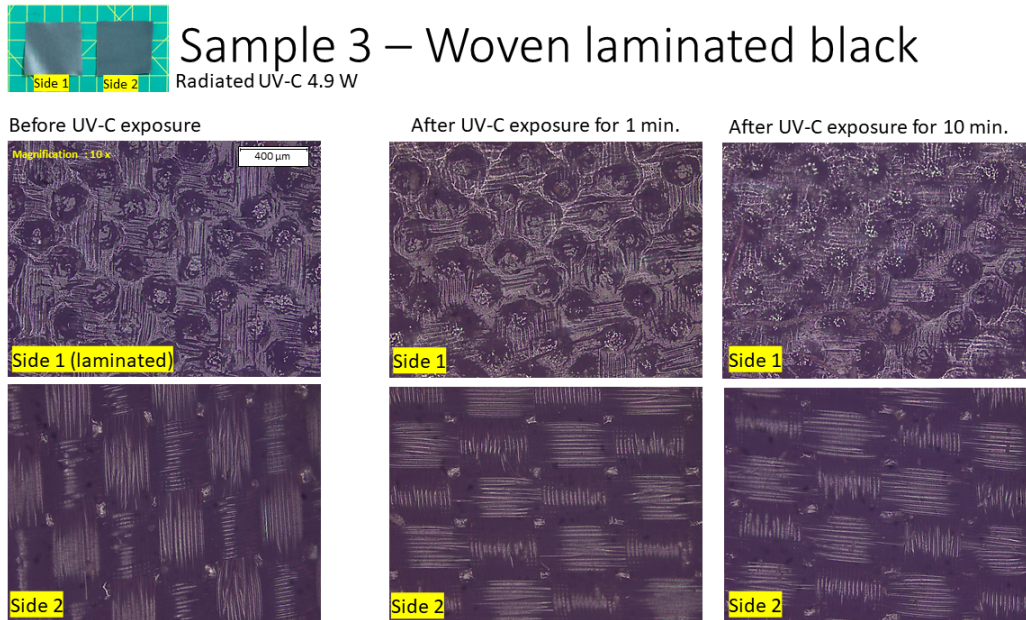 Side 1
Side 2
Sample 3 – Woven laminated black
Radiated UV-C 4.9 W
Before UV-C exposure
After UV-C exposure for 1 min.
After UV-C exposure for 10 min.
Magnification : 10 x
400 µm
Side 1 (laminated)
Side 1
Side 1
Side 2
Side 2
Side 2